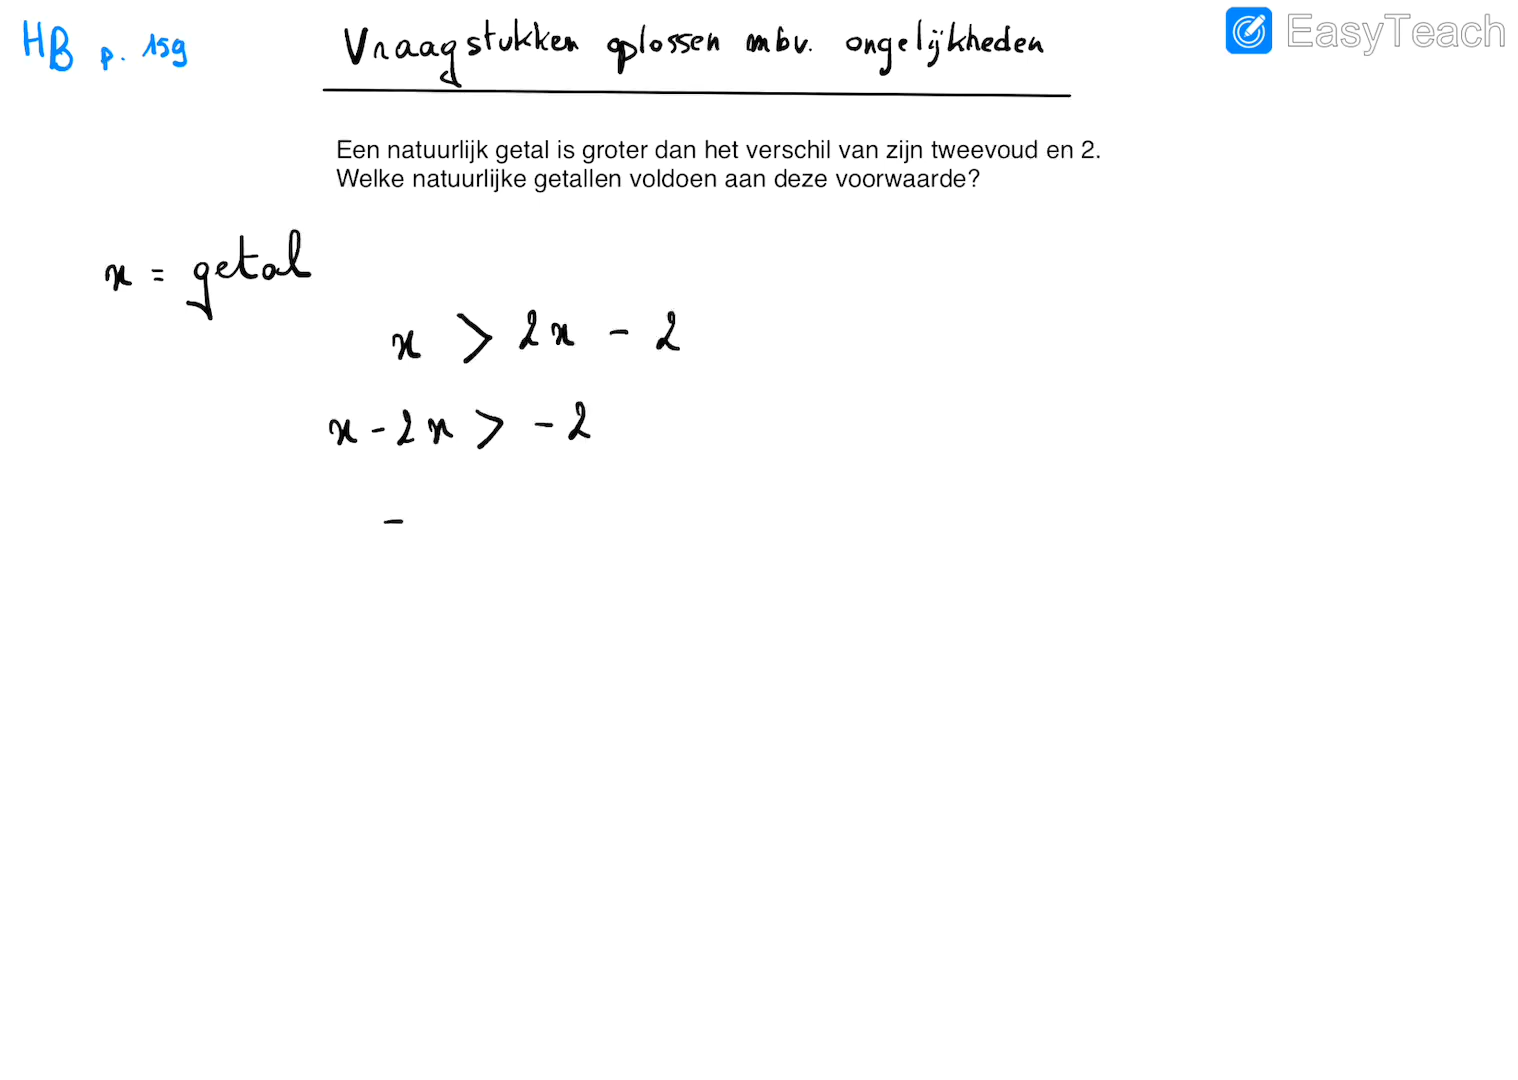 HB p. 159
Vraagstukken oplossen mbv. ongelijkheden
EasyTeach
Een natuurlijk getal is groter dan het verschil van zijn tweevoud en 2.
Welke natuurlijke getallen voldoen aan deze voorwaarde?
x = getal
x > 2x - 2
x - 2x > -2
-